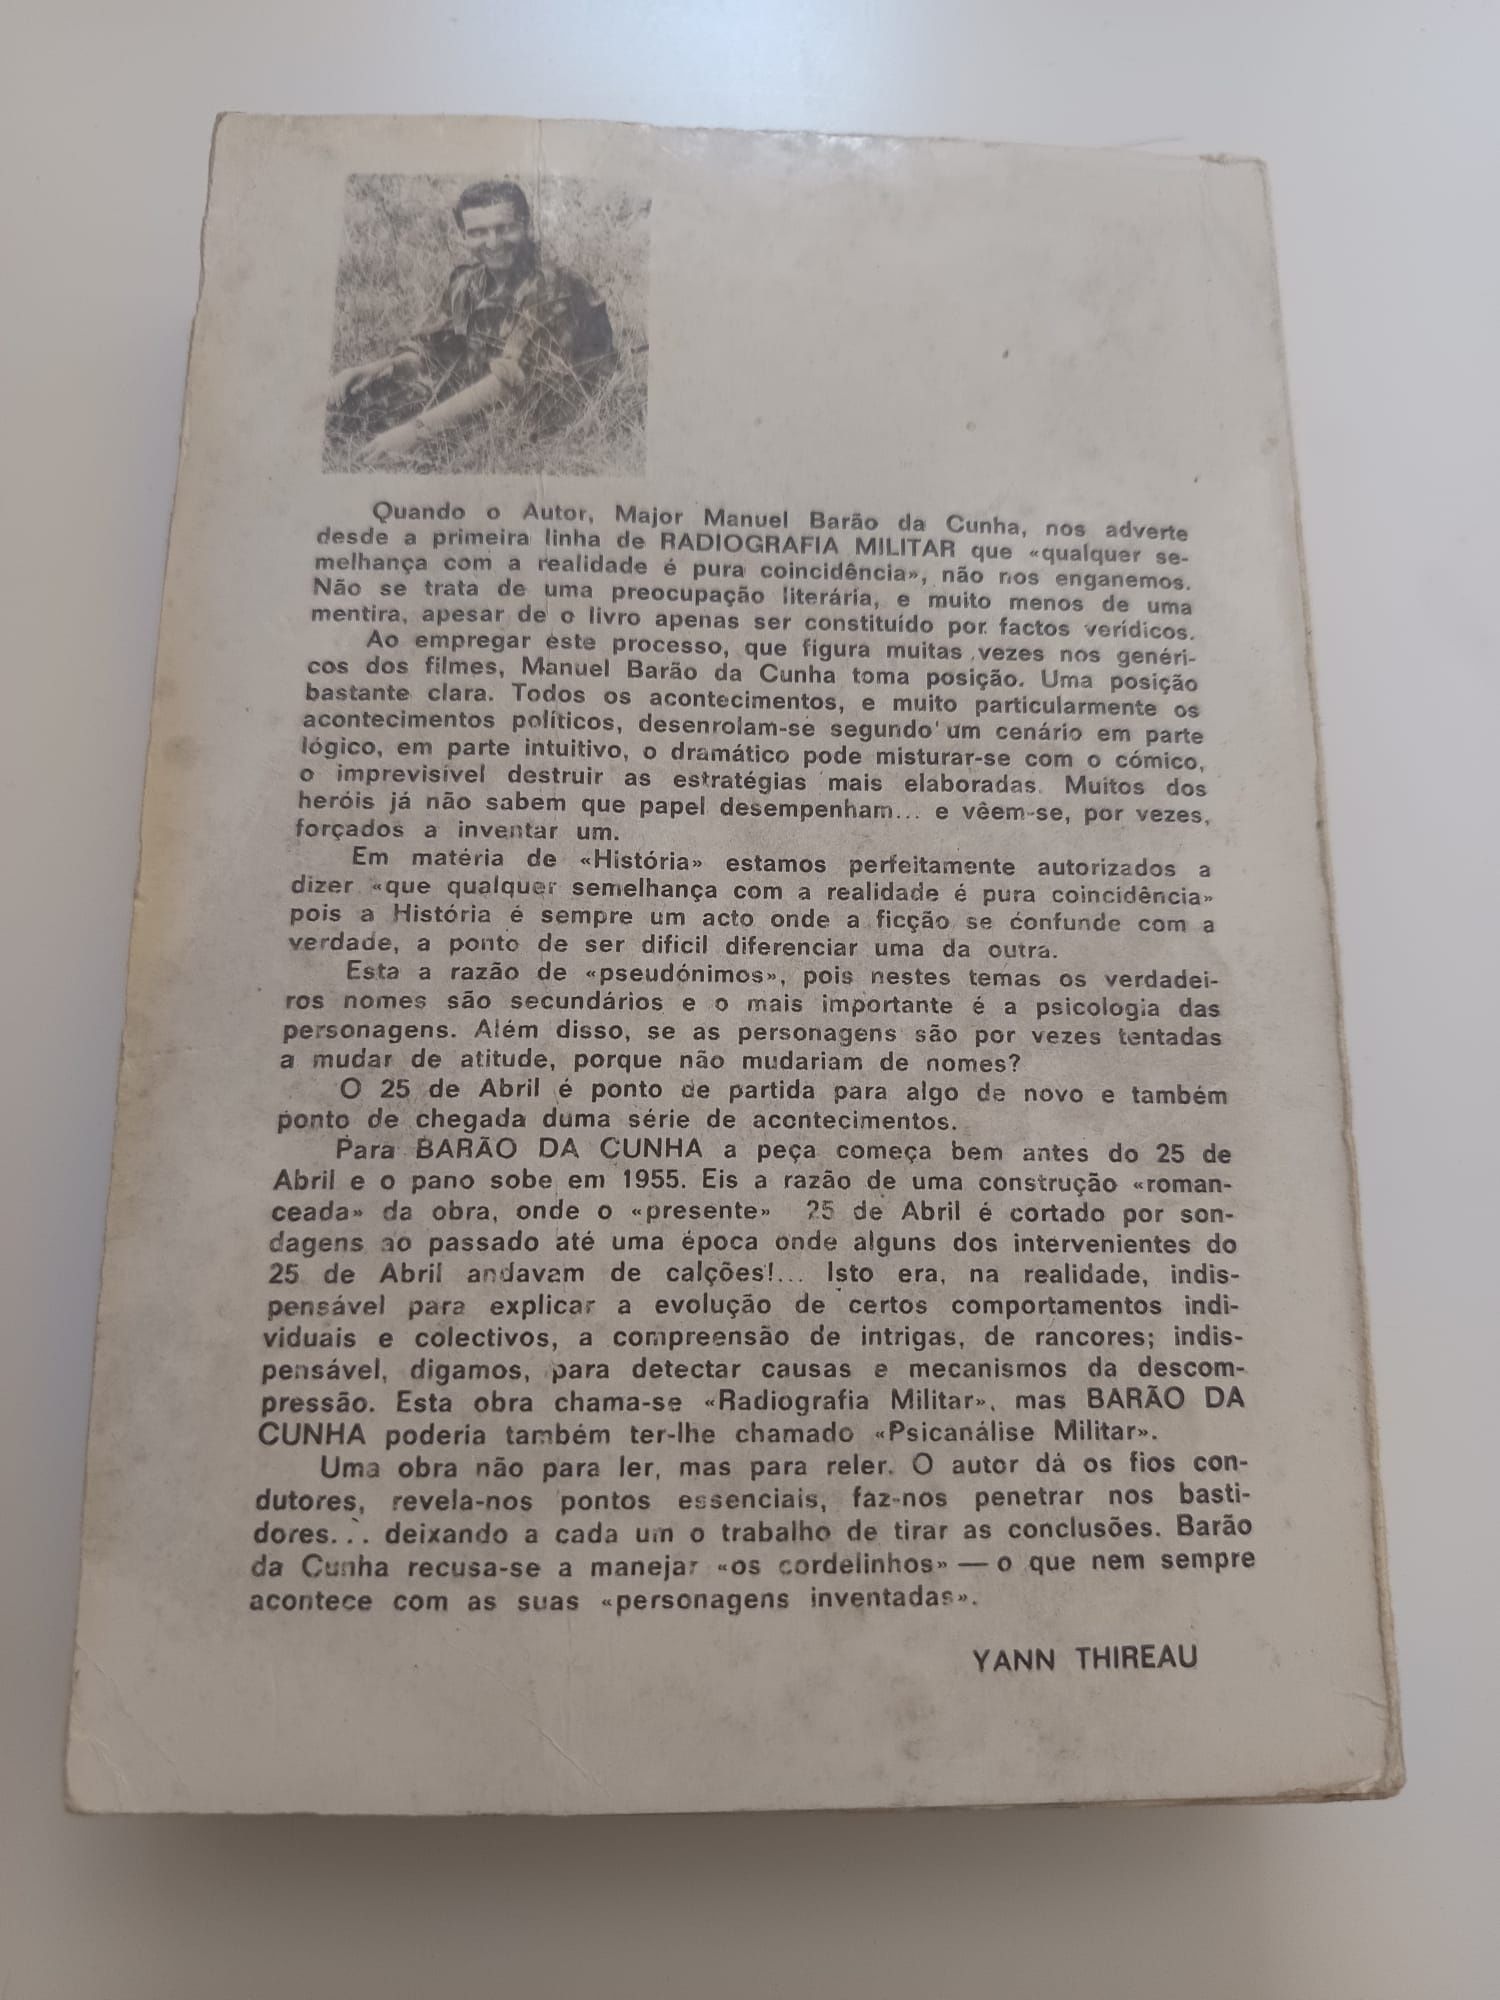 Quando o Autor, Major Manuel Barão da Cunha, nos adverte
desde a primeira linha de RADIOGRAFIA MILITAR que «qualquer se-
melhança com a realidade é pura coincidência», não nos enganemos.
Não se trata de uma preocupação literária, e muito menos de uma
mentira, apesar de o livro apenas ser constituído por factos verídicos.
Ao empregar este processo, que figura muitas vezes nos genéri-
cos dos filmes, Manuel Barão da Cunha toma posição. Uma posição
bastante clara. Todos os acontecimentos, e muito particularmente os
acontecimentos políticos, desenrolam-se segundo um cenário em parte
lógico, em parte intuitivo, o dramático pode misturar-se com o cómico,
o imprevisível destruir as estratégias mais elaboradas. Muitos dos
heróis já não sabem que papel desempenham... e vêem-se, por vezes,
forçados a inventar um.
Em matéria de «História» estamos perfeitamente autorizados a
dizer «que qualquer semelhança com a realidade é pura coincidência»
pois a História é sempre um acto onde a ficção se confunde com a
verdade, a ponto de ser dificil diferenciar uma da outra.
Esta a razão de «pseudónimos», pois nestes temas os verdadei-
ros nomes são secundários e o mais importante é a psicologia das
personagens. Além disso, se as personagens são por vezes tentadas
a mudar de atitude, porque não mudariam de nomes?
O 25 de Abril é ponto de partida para algo de novo e também
ponto de chegada duma série de acontecimentos.
Para BARÃO DA CUNHA a peça começa bem antes do 25 de
Abril e o pano sobe em 1955. Eis a razão de uma construção «roman-
ceada» da obra, onde o «presente» 25 de Abril é cortado por son-
dagens ao passado até uma época onde alguns dos intervenientes do
25 de Abril andavam de calções!... Isto era, na realidade, indis-
pensável para explicar a evolução de certos comportamentos indi-
viduais e colectivos, a compreensão de intrigas, de rancores; indis-
pensável, digamos, para detectar causas e mecanismos da descom-
pressão. Esta obra chama-se «Radiografia Militar», mas BARÃO DA
CUNHA poderia também ter-lhe chamado «Psicanálise Militar».
Uma obra não para ler, mas para reler. O autor dá os fios con-
dutores, revela-nos pontos essenciais, faz-nos penetrar nos basti-
dores... deixando a cada um o trabalho de tirar as conclusões. Barão
da Cunha recusa-se a manejar «os cordelinhos» — o que nem sempre
acontece com as suas «personagens inventadas».
YANN THIREAU